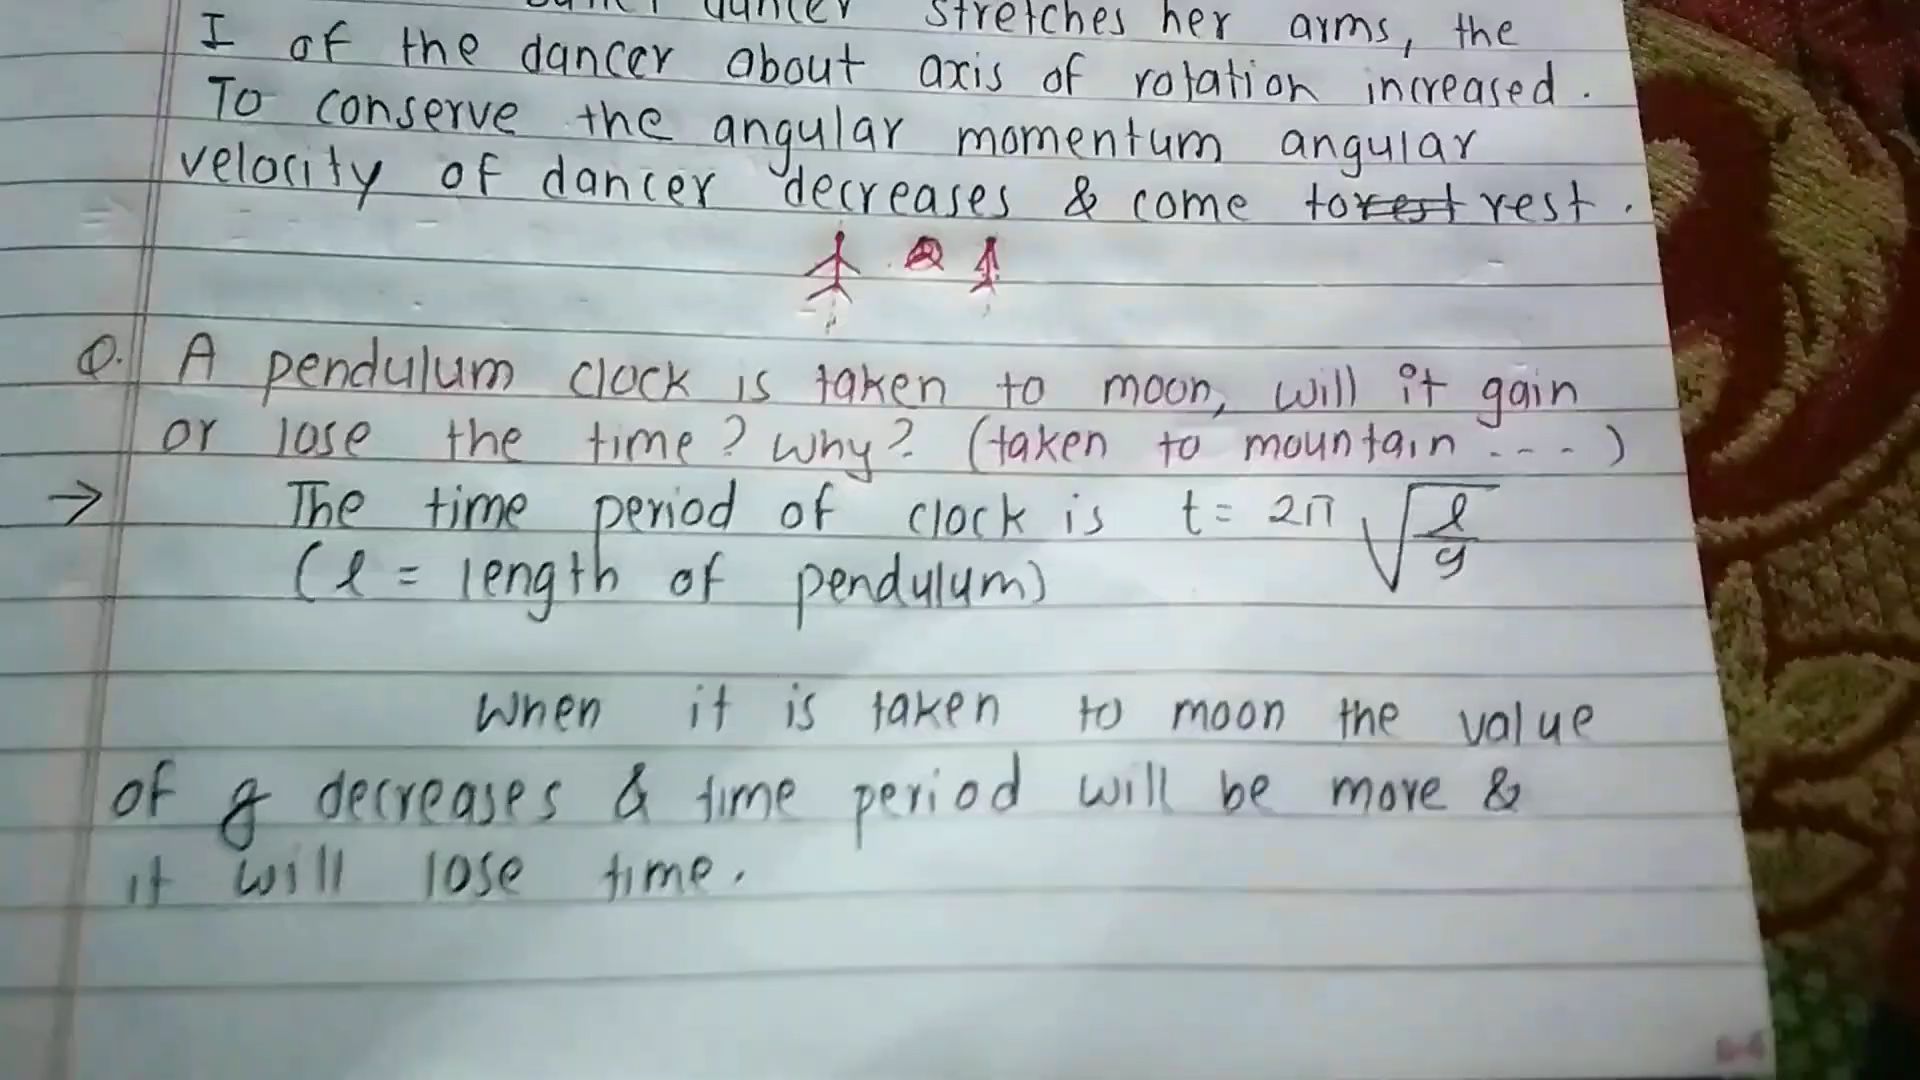 dancer stretches her arms, the
I of the dancer about axis of rotation increased.
To conserve the angular momentum angular
velocity of dancer decreases & come to rest rest.
Q. A pendulum clock is taken to moon, will it gain
or lose the time? why? (taken to mountain ---)
→ The time period of clock is t = 2π √(l/g)
(l = length of pendulum)
When it is taken to moon the value
of g decreases & time period will be more &
it will lose time.